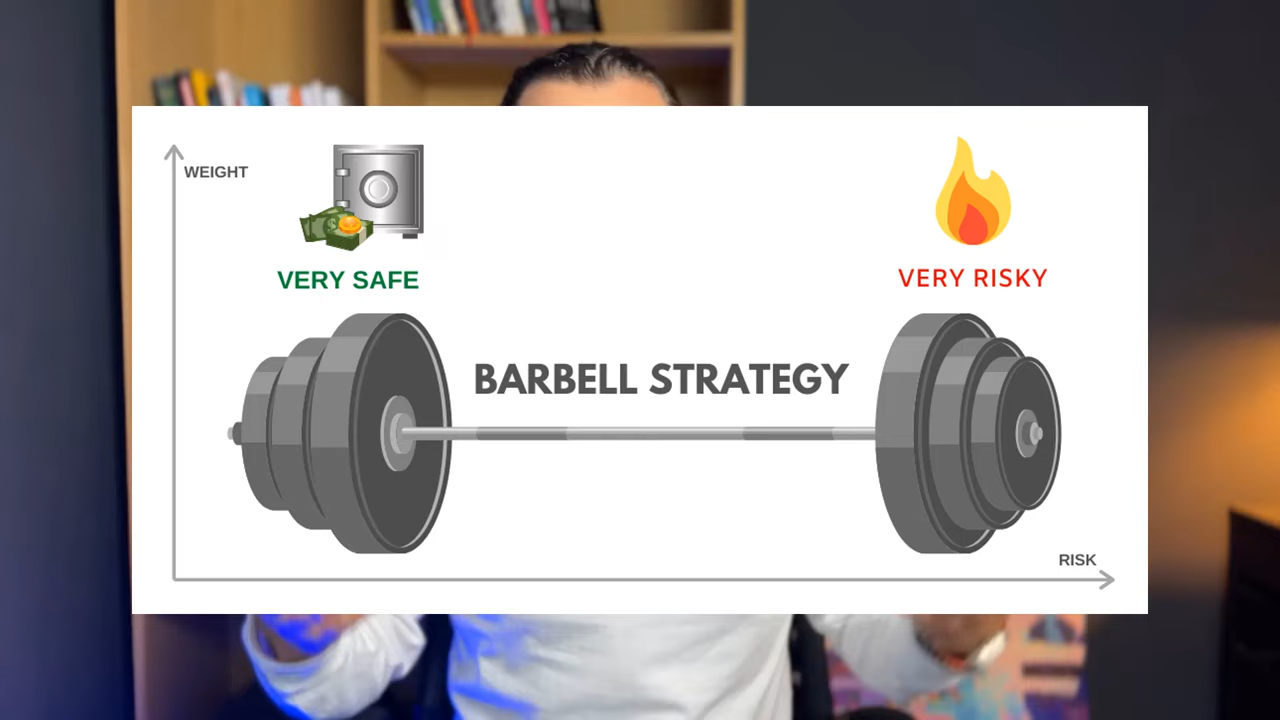 WEIGHT
VERY SAFE
VERY RISKY
BARBELL STRATEGY
RISK